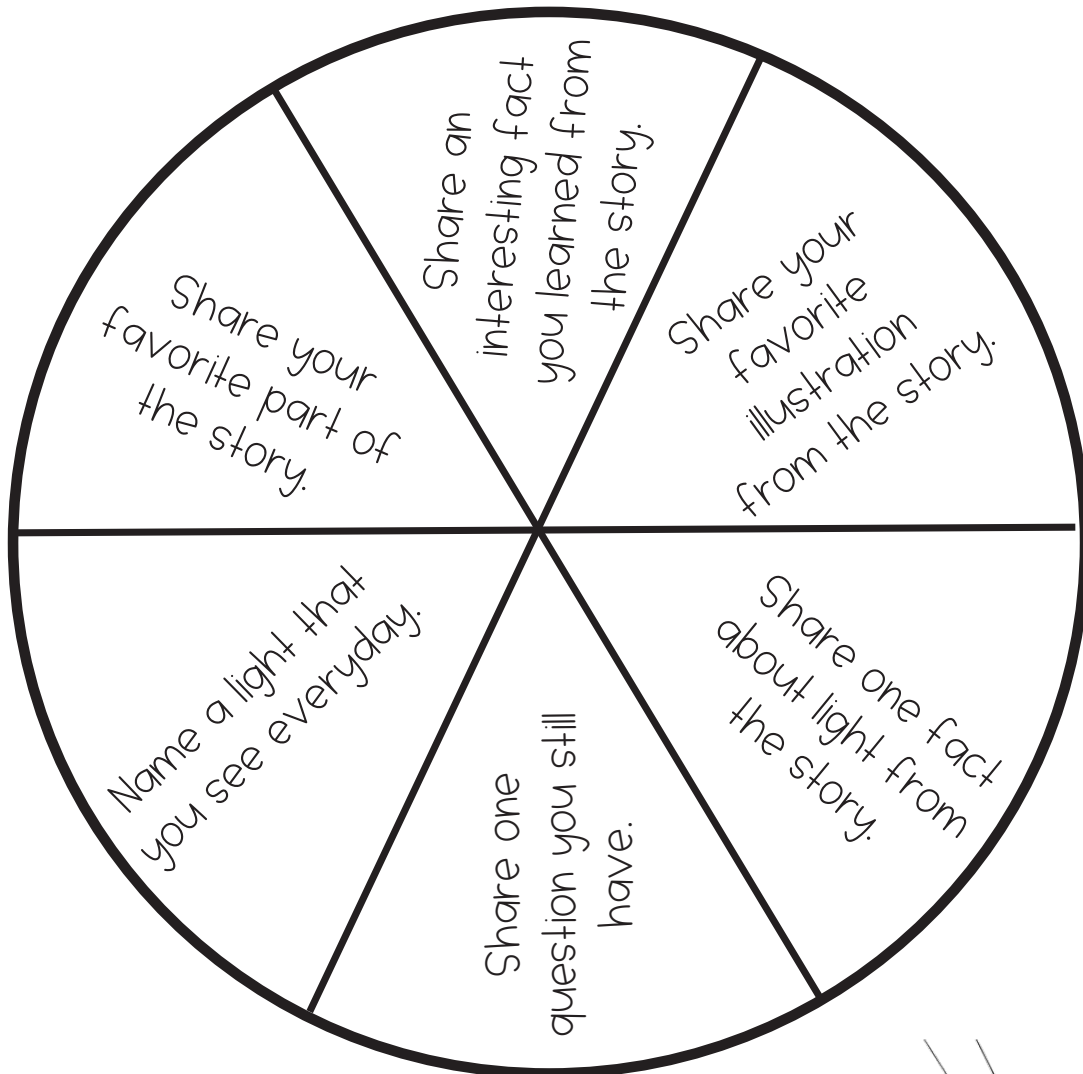 Share an
interesting fact
you learned from
the story.
Share your
favorite
illustration
from the story.
Share one fact
about light from
the story.
Share one
question you still
have.
Name a light that
you see everyday.
Share your
favorite part of
the story.